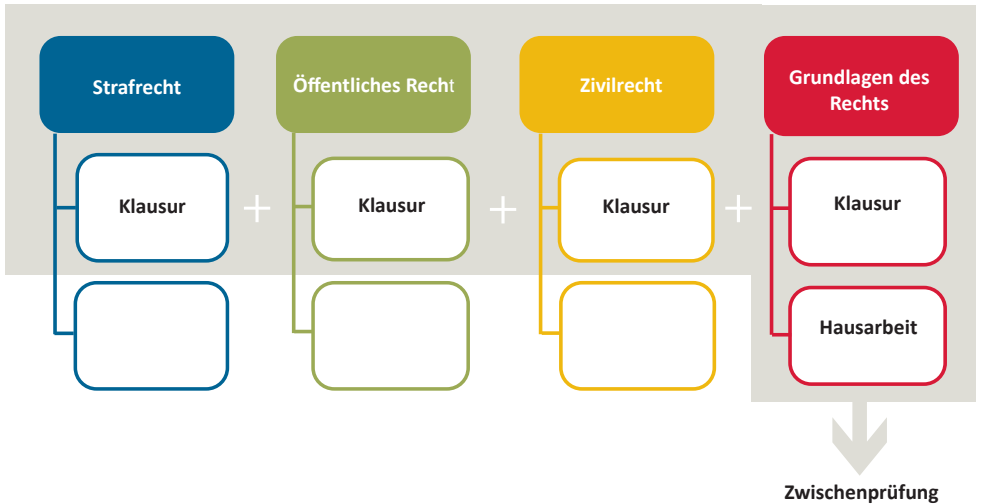 Strafrecht
Öffentliches Recht
Zivilrecht
Grundlagen des
Rechts
Klausur
+
Klausur
+
Klausur
+
Klausur
Hausarbeit
Zwischenprüfung